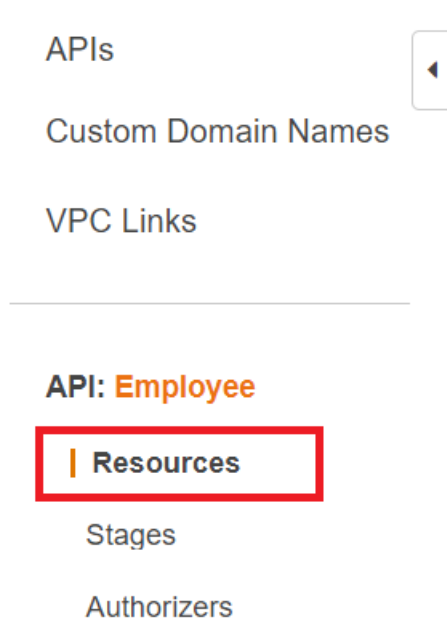 APIs
Custom Domain Names
VPC Links
API: Employee
Resources
Stages
Authorizers